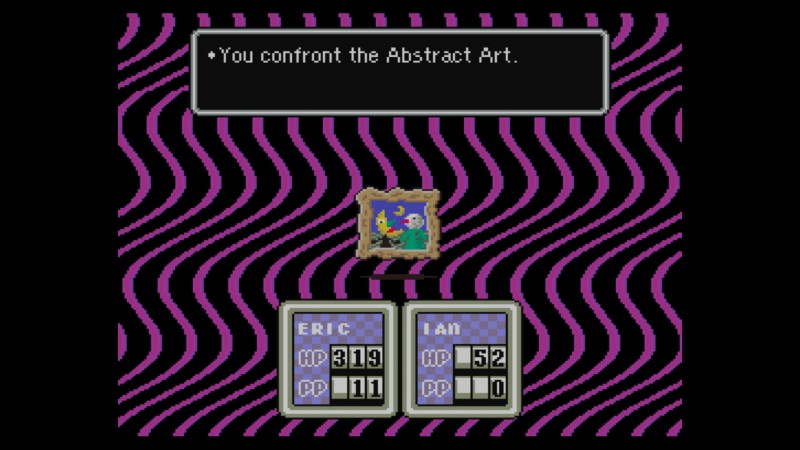 •You confront the Abstract Art.
ERIC
HP 319
PP 11
IAN
HP 52
PP 0